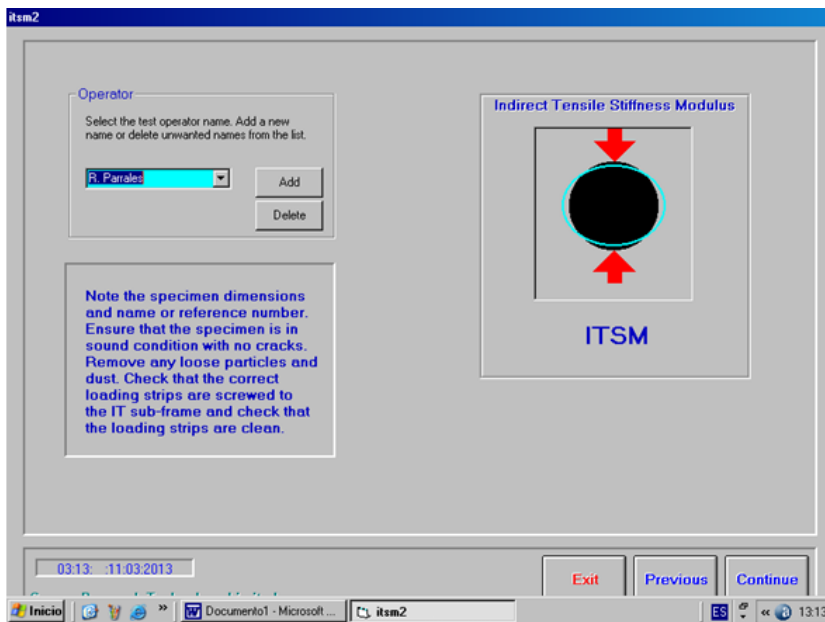 itsm2
Operator
Select the test operator name. Add a new
name or delete unwanted names from the list.
R. Parrales
Add
Delete
Indirect Tensile Stiffness Modulus
ITSM
Note the specimen dimensions
and name or reference number.
Ensure that the specimen is in
sound condition with no cracks.
Remove any loose particles and
dust. Check that the correct
loading strips are screwed to
the IT sub-frame and check that
the loading strips are clean.
03:13: :11:03:2013
Exit
Previous
Continue
Inicio
»
Documento1 - Microsoft ...
itsm2
ES
«
13:13